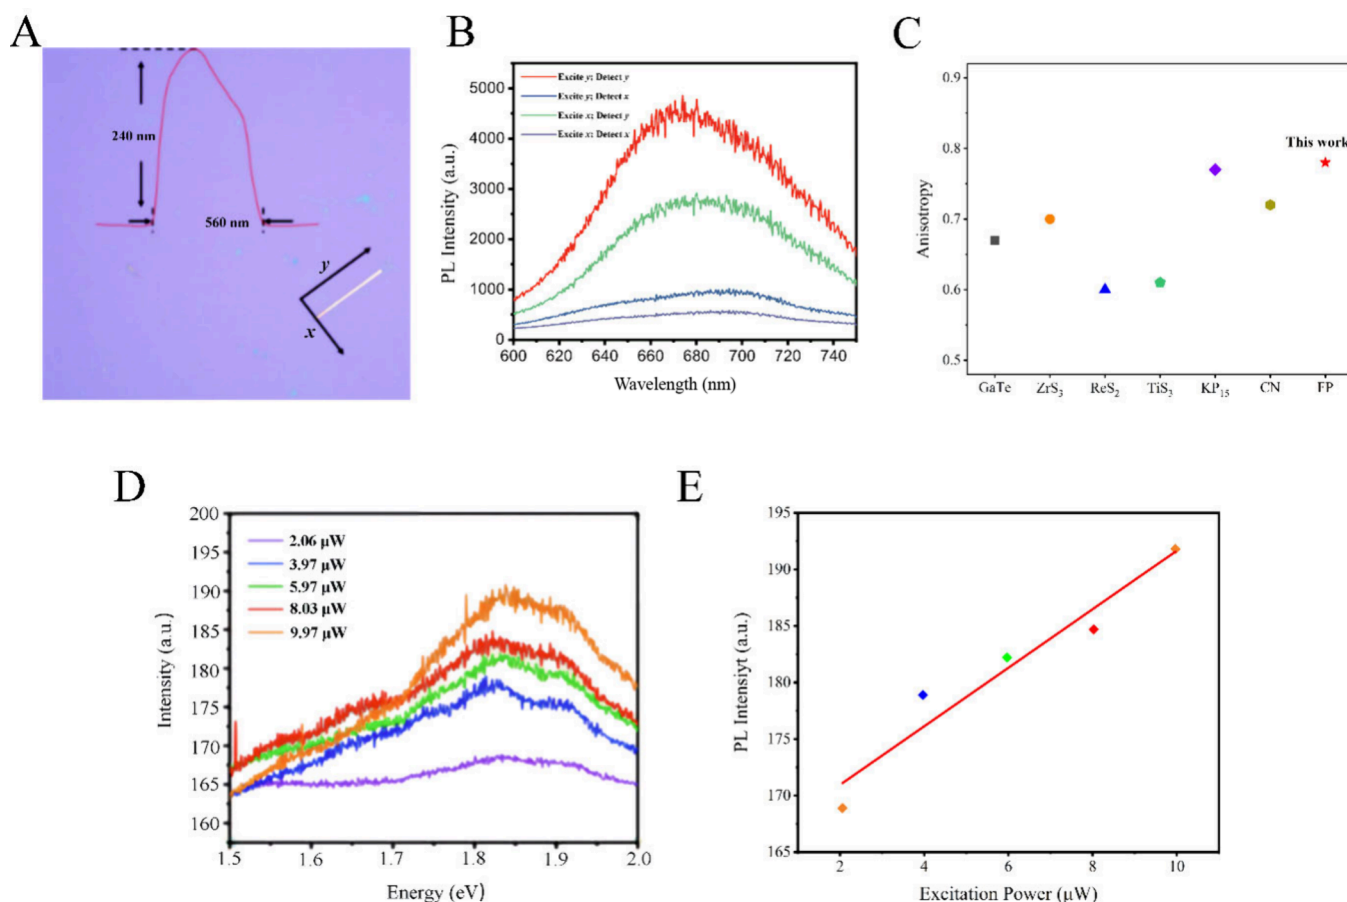 A
240 nm
560 nm
y
x
B
Excite y; Detect y
Excite y; Detect x
Excite x; Detect y
Excite x; Detect x
5000
4000
3000
2000
1000
0
600 620 640 660 680 700 720 740
PL Intensity (a.u.)
Wavelength (nm)
C
This work
0.9
0.8
0.7
0.6
0.5
Anisotropy
GaTe ZrS₃ ReS₂ TiS₃ KP₁₅ CN FP
D
2.06 µW
3.97 µW
5.97 µW
8.03 µW
9.97 µW
200
195
190
185
180
175
170
165
160
1.5 1.6 1.7 1.8 1.9 2.0
Intensity (a.u.)
Energy (eV)
E
195
190
185
180
175
170
165
2 4 6 8 10
PL Intensiyt (a.u.)
Excitation Power (µW)